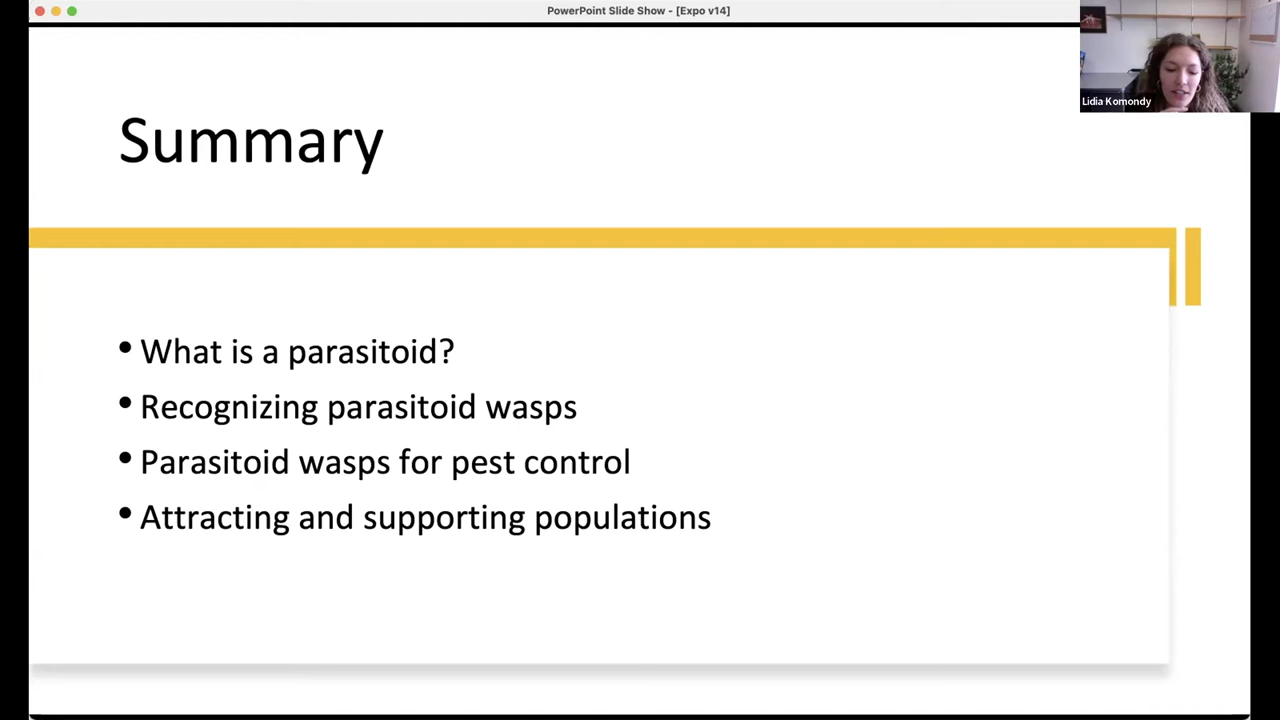 PowerPoint Slide Show - [Expo v14]
Lidia Komondy
Summary
• What is a parasitoid?
• Recognizing parasitoid wasps
• Parasitoid wasps for pest control
• Attracting and supporting populations